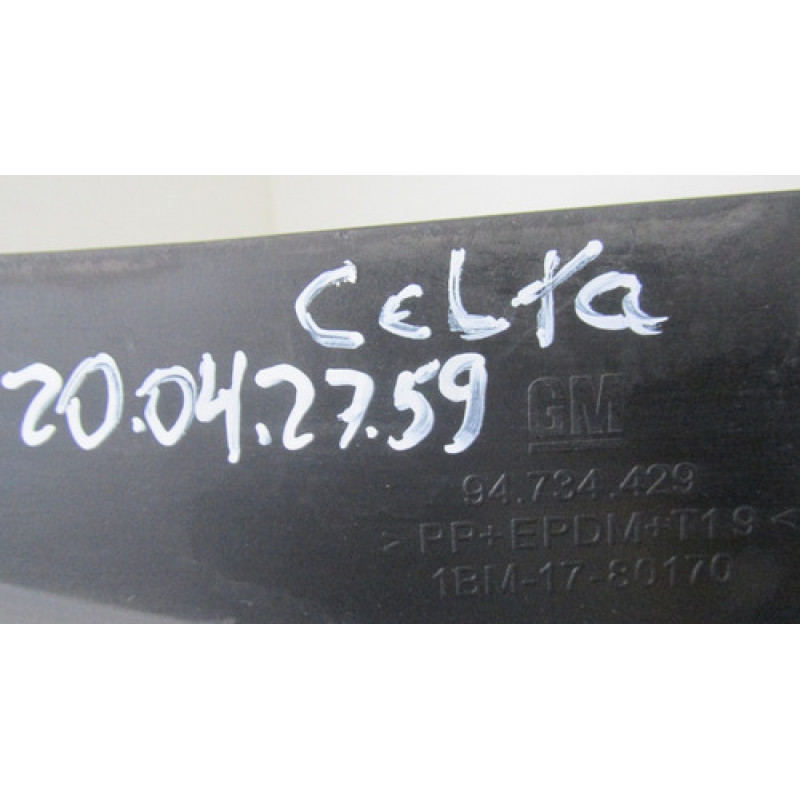 CELTA
20.04.27.59
GM
94.734.429
> PP+EPDM+T19 <
1BM-17-80170